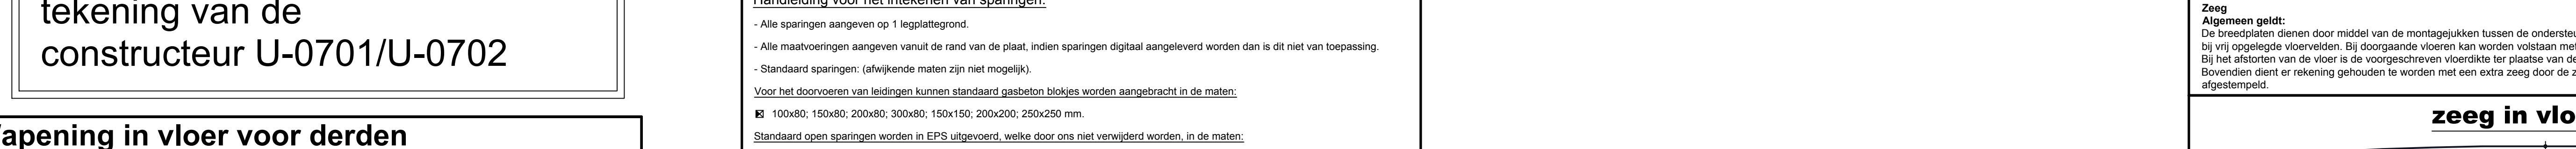 tekening van de
constructeur U-0701/U-0702
apening in vloer voor derden
Handleiding voor het intekenen van sparingen:
- Alle sparingen aangeven op 1 legplattegrond.
- Alle maatvoeringen aangeven vanuit de rand van de plaat, indien sparingen digitaal aangeleverd worden dan is dit niet van toepassing.
- Standaard sparingen: (afwijkende maten zijn niet mogelijk).
Voor het doorvoeren van leidingen kunnen standaard gasbeton blokjes worden aangebracht in de maten:
100x80; 150x80; 200x80; 300x80; 150x150; 200x200; 250x250 mm.
Standaard open sparingen worden in EPS uitgevoerd, welke door ons niet verwijderd worden, in de maten:
Zeeg
Algemeen geldt:
De breedplaten dienen door middel van de montagejukken tussen de ondersteu
bij vrij opgelegde vloervelden. Bij doorgaande vloeren kan worden volstaan me
Bij het afstorten van de vloer is de voorgeschreven vloerdikte ter plaatse van de
Bovendien dient er rekening gehouden te worden met een extra zeeg door de z
afgestempeld.
zeeg in vlo